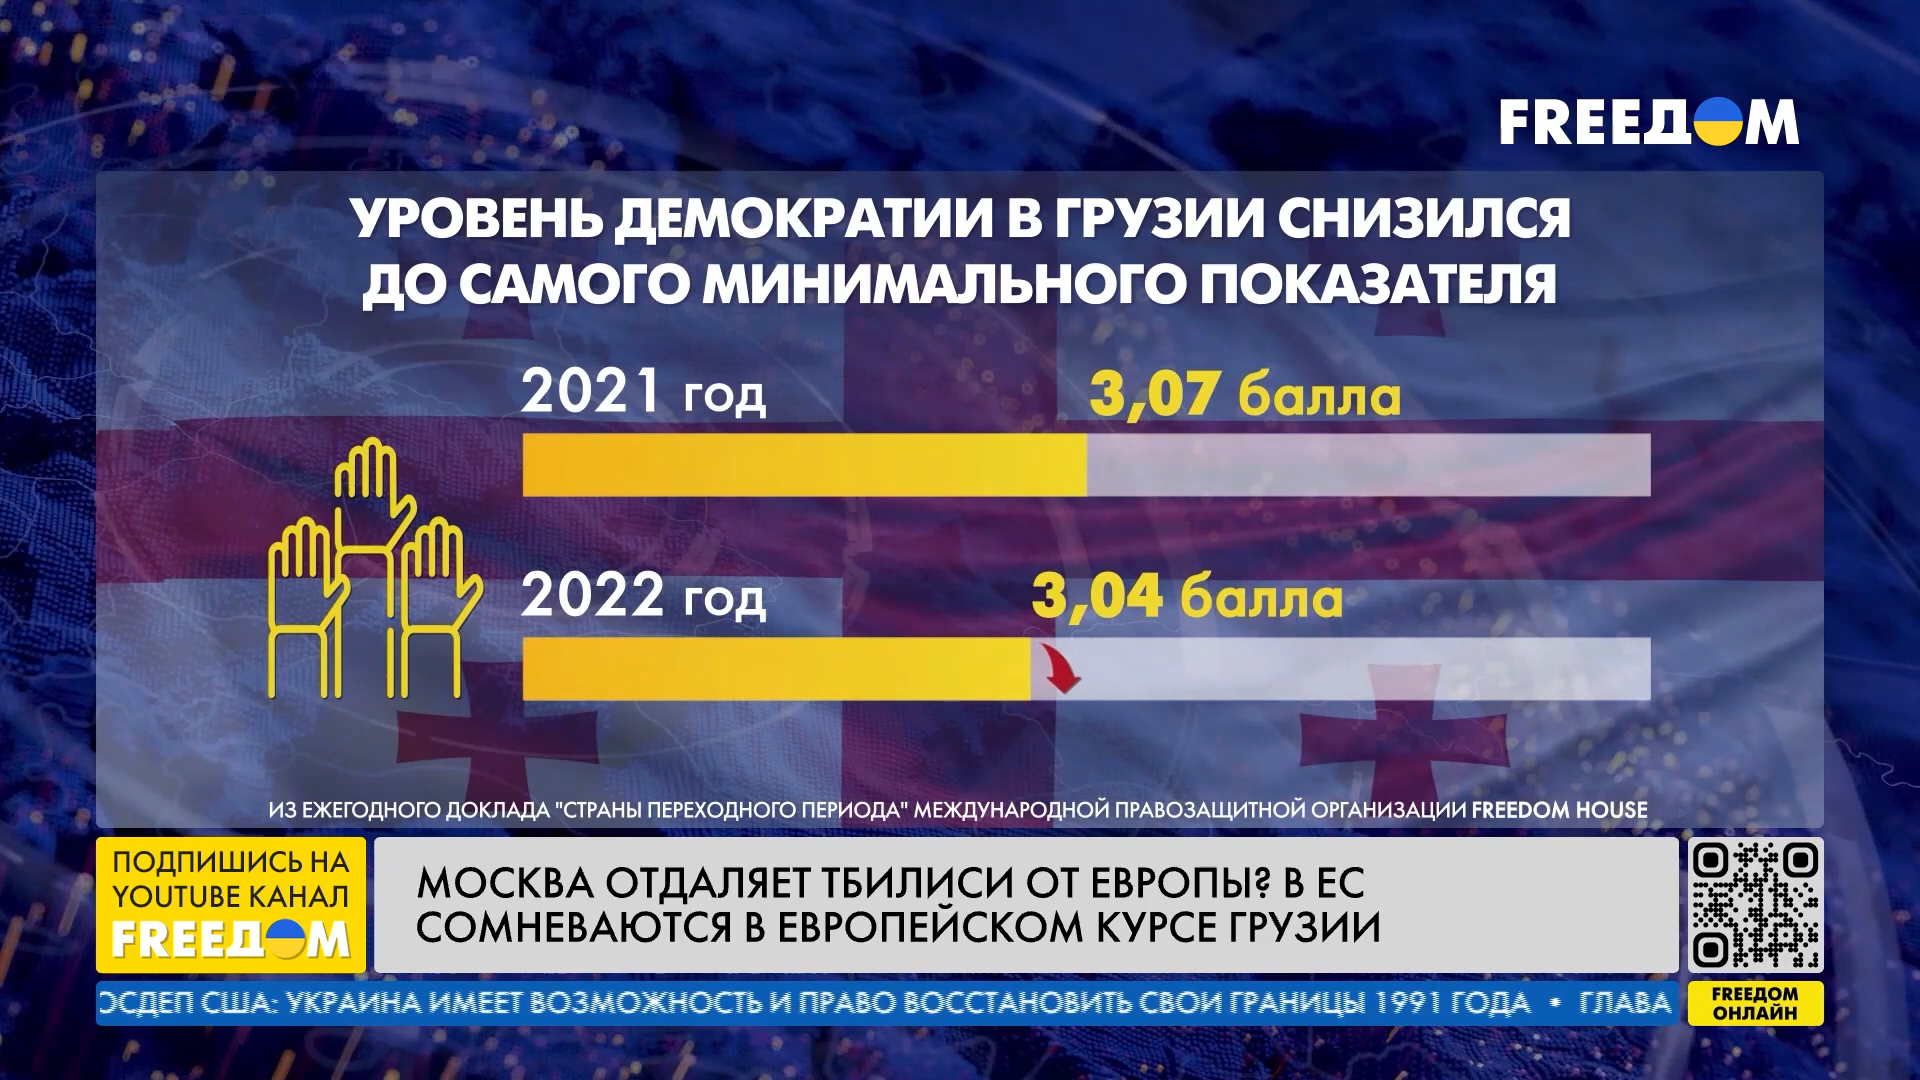 FREEДOM
УРОВЕНЬ ДЕМОКРАТИИ В ГРУЗИИ СНИЗИЛСЯ
ДО САМОГО МИНИМАЛЬНОГО ПОКАЗАТЕЛЯ
2021 год
3,07 балла
2022 год
3,04 балла
ИЗ ЕЖЕГОДНОГО ДОКЛАДА "СТРАНЫ ПЕРЕХОДНОГО ПЕРИОДА" МЕЖДУНАРОДНОЙ ПРАВОЗАЩИТНОЙ ОРГАНИЗАЦИИ FREEDOM HOUSE
ПОДПИШИСЬ НА
YOUTUBE КАНАЛ
FREEДOM
МОСКВА ОТДАЛЯЕТ ТБИЛИСИ ОТ ЕВРОПЫ? В ЕС
СОМНЕВАЮТСЯ В ЕВРОПЕЙСКОМ КУРСЕ ГРУЗИИ
ОСДЕП США: УКРАИНА ИМЕЕТ ВОЗМОЖНОСТЬ И ПРАВО ВОССТАНОВИТЬ СВОИ ГРАНИЦЫ 1991 ГОДА • ГЛАВА
FREEДOM
ОНЛАЙН